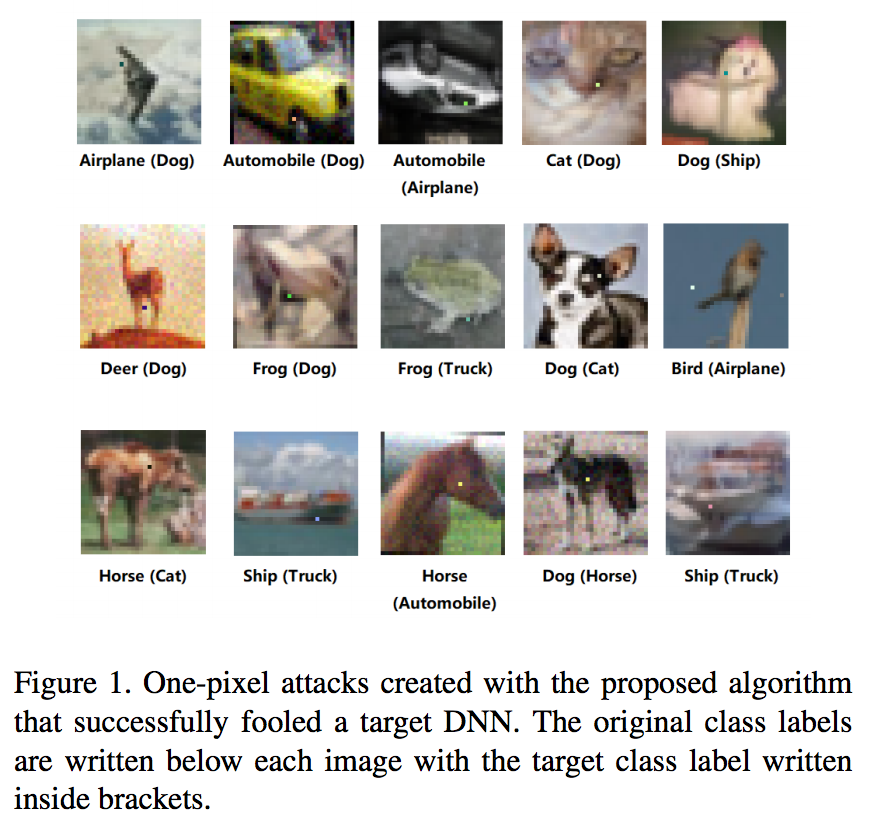 Airplane (Dog)
Automobile (Dog)
Automobile
(Airplane)
Cat (Dog)
Dog (Ship)
Deer (Dog)
Frog (Dog)
Frog (Truck)
Dog (Cat)
Bird (Airplane)
Horse (Cat)
Ship (Truck)
Horse
(Automobile)
Dog (Horse)
Ship (Truck)
Figure 1. One-pixel attacks created with the proposed algorithm
that successfully fooled a target DNN. The original class labels
are written below each image with the target class label written
inside brackets.